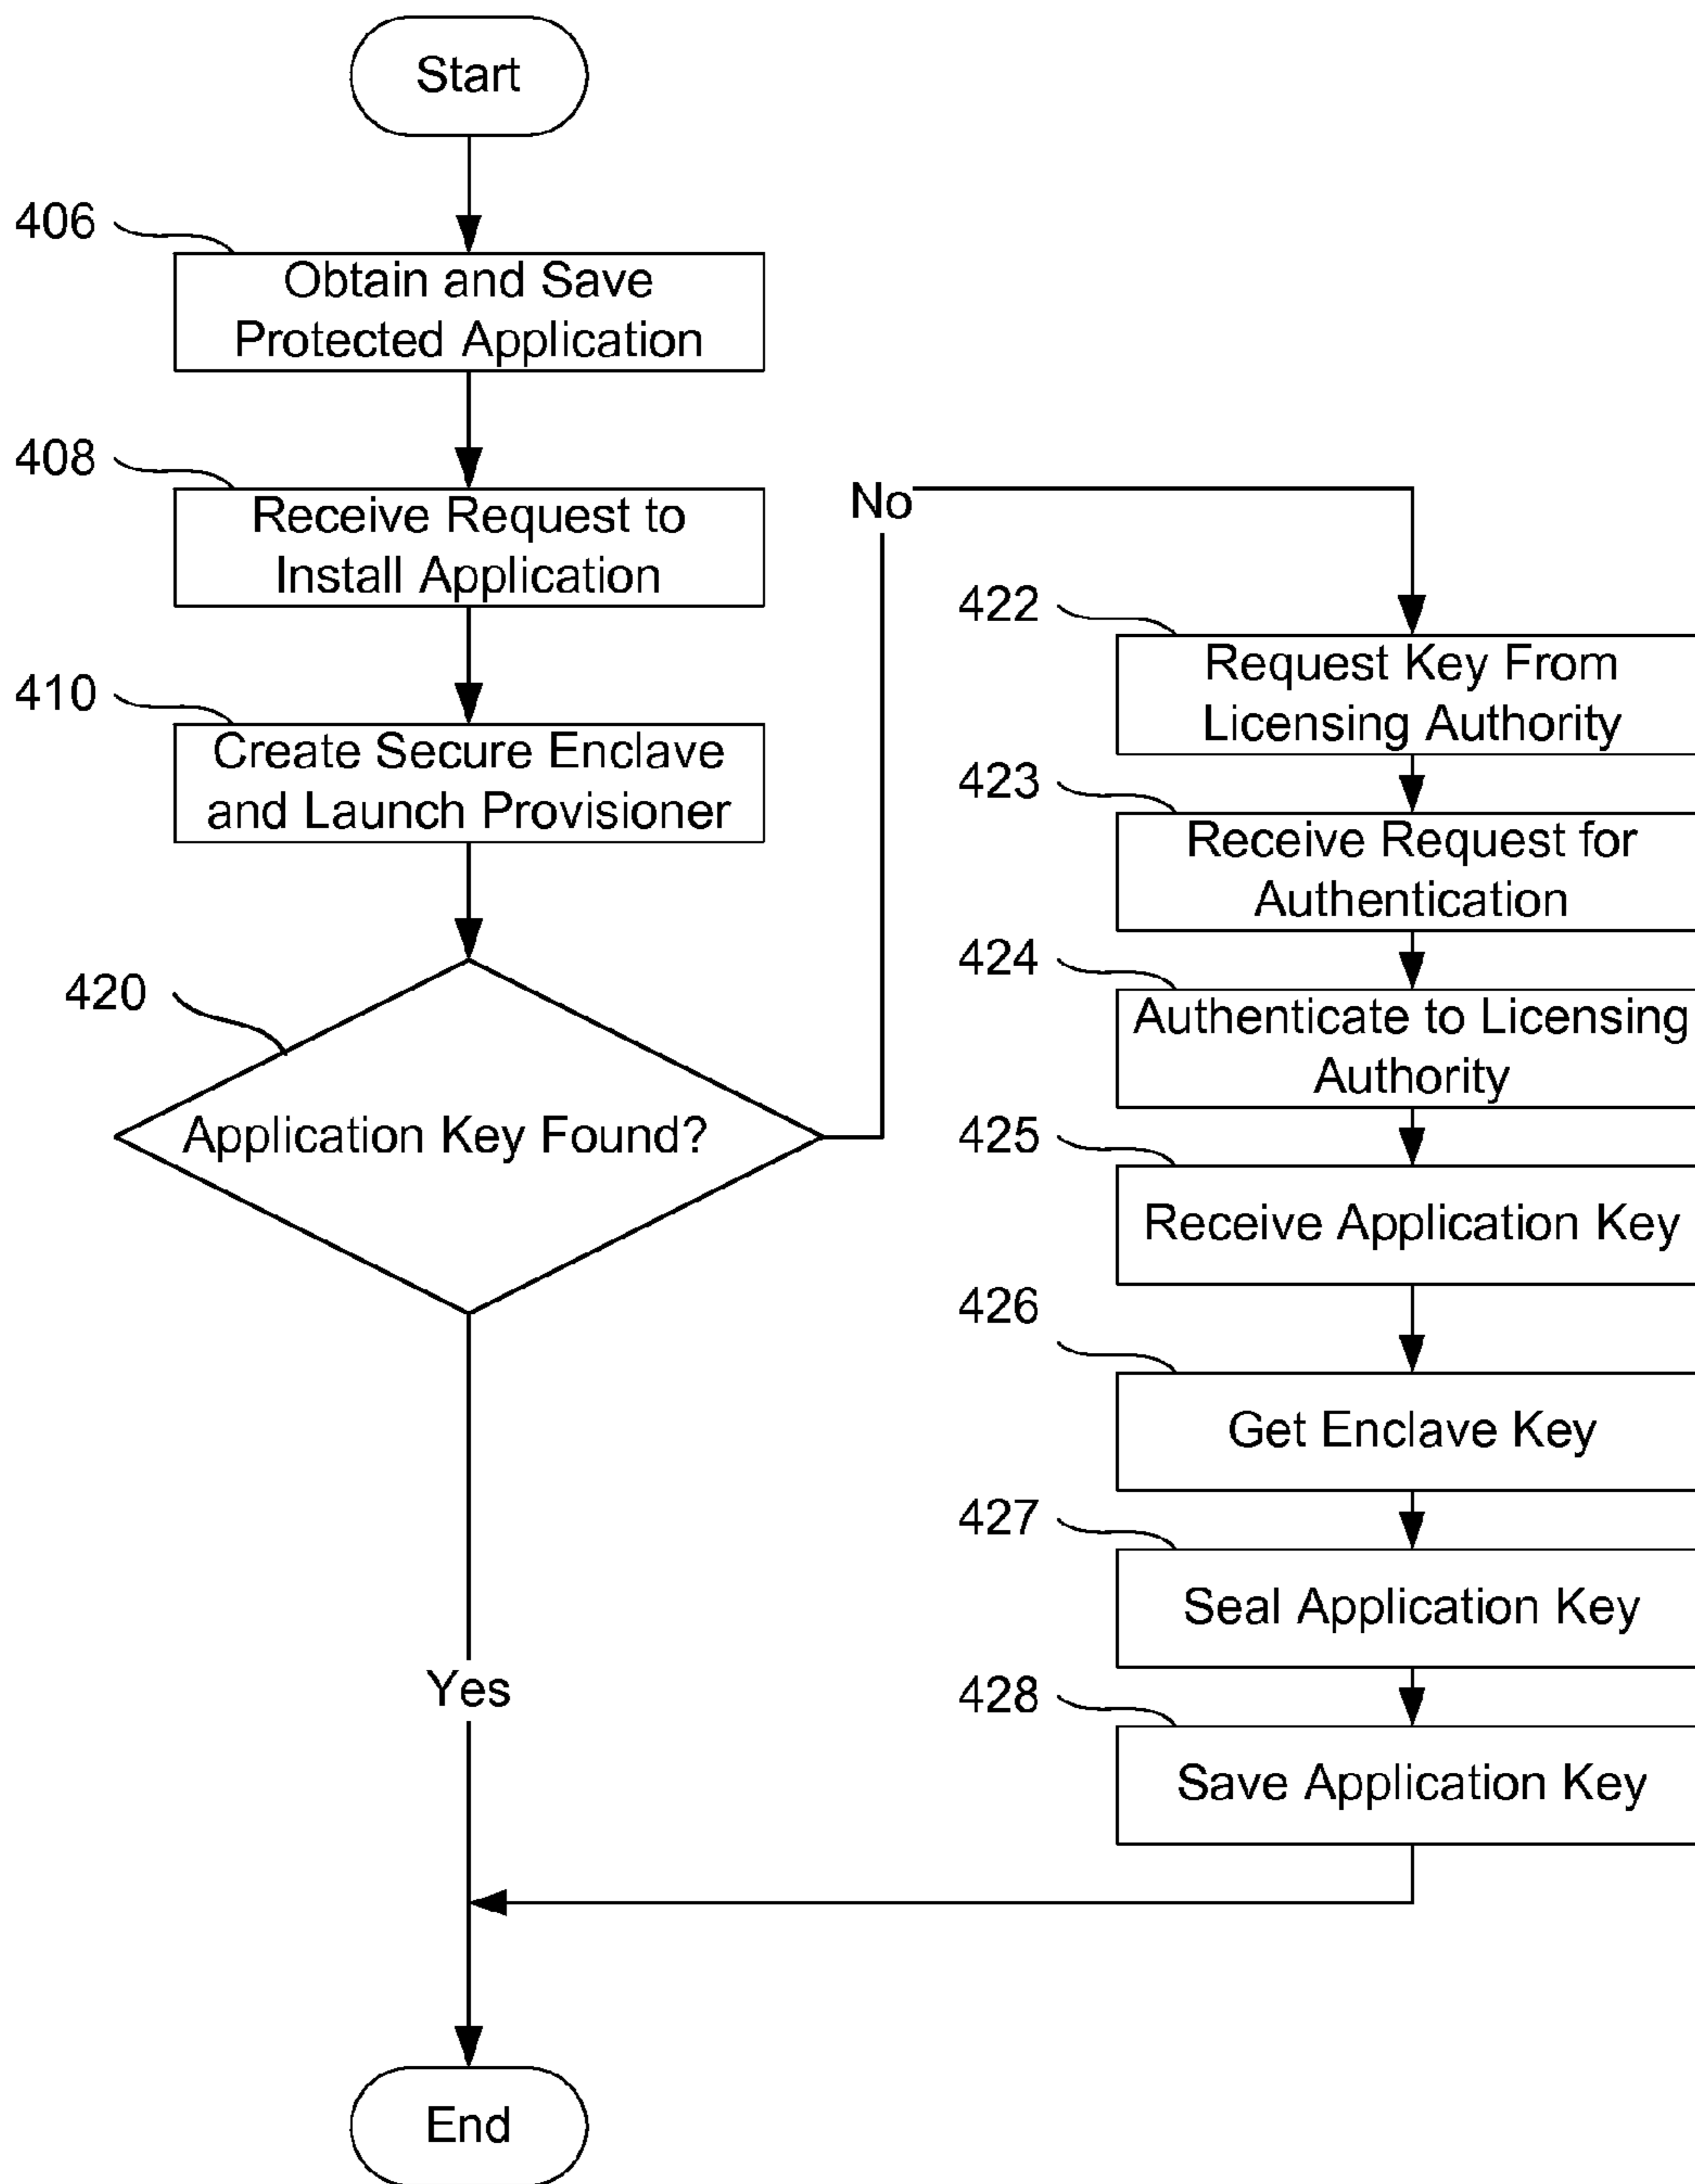 Start
406
Obtain and Save
Protected Application
408
Receive Request to
Install Application
410
Create Secure Enclave
and Launch Provisioner
420
Application Key Found?
Yes
No
422
Request Key From
Licensing Authority
423
Receive Request for
Authentication
424
Authenticate to Licensing
Authority
425
Receive Application Key
426
Get Enclave Key
427
Seal Application Key
428
Save Application Key
End